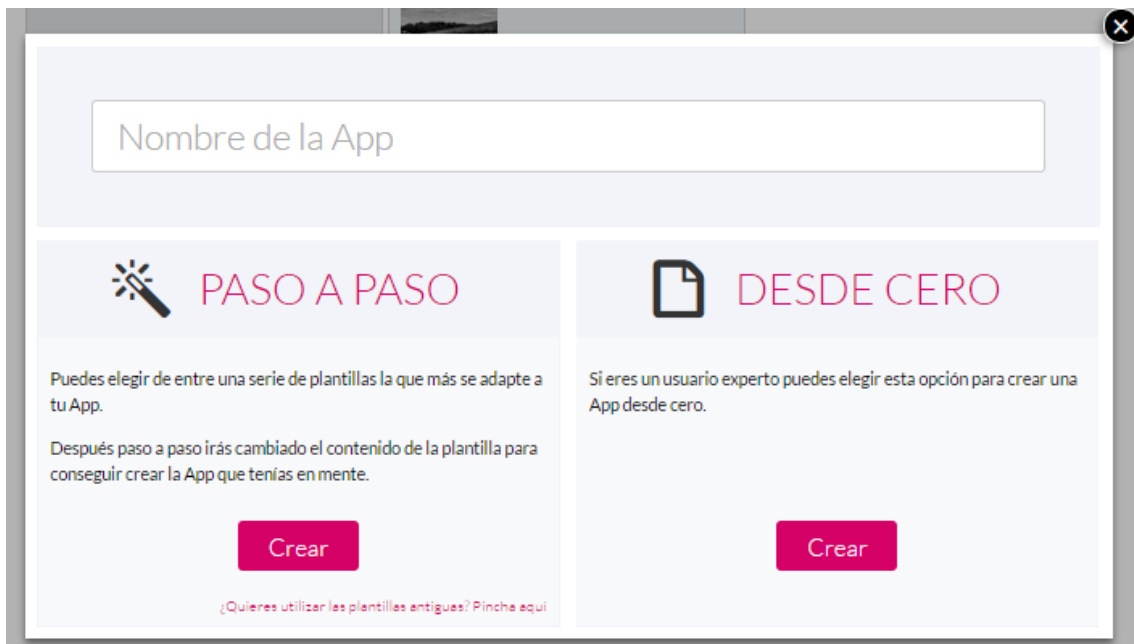 Nombre de la App
PASO A PASO
Puedes elegir de entre una serie de plantillas la que más se adapte a
tu App.
Después paso a paso irás cambiado el contenido de la plantilla para
conseguir crear la App que tenías en mente.
Crear
¿Quieres utilizar las plantillas antiguas? Pincha aquí
DESDE CERO
Si eres un usuario experto puedes elegir esta opción para crear una
App desde cero.
Crear